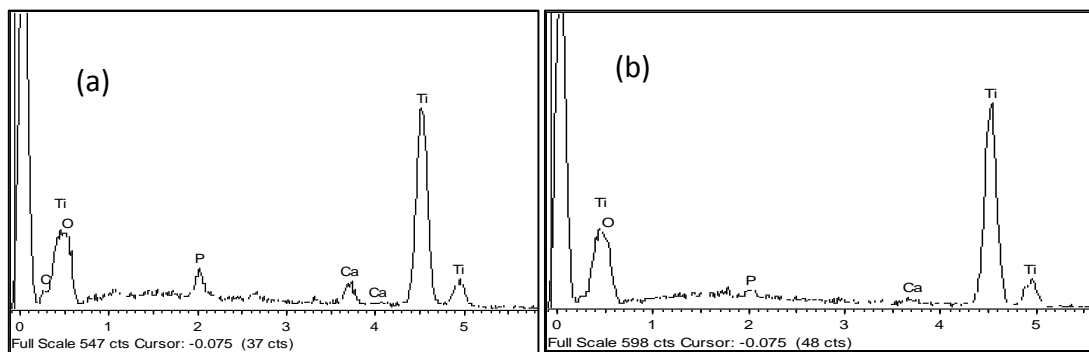 (a)
Ti
Ti
O
P
C
Ca
Ca
Ti
0 1 2 3 4 5
Full Scale 547 cts Cursor: -0.075 (37 cts)
(b)
Ti
Ti
O
P
Ca
Ti
0 1 2 3 4 5
Full Scale 598 cts Cursor: -0.075 (48 cts)